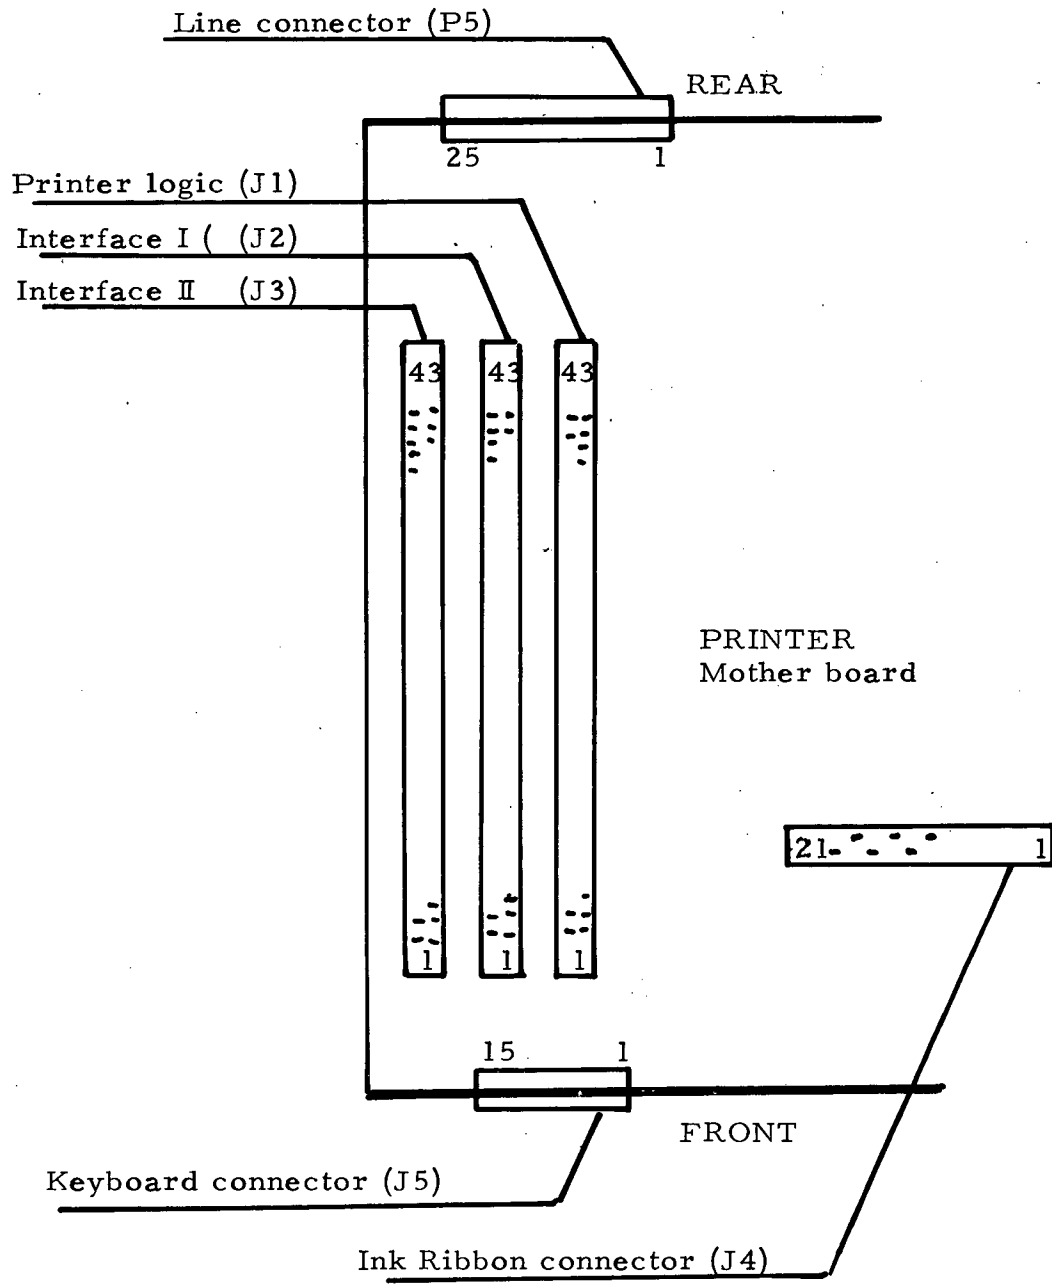 Line connector (P5)
REAR
25 1
Printer logic (J1)
Interface I ( (J2)
Interface II (J3)
43 43 43
PRINTER
Mother board
21 1
1 1 1
15 1
FRONT
Keyboard connector (J5)
Ink Ribbon connector (J4)